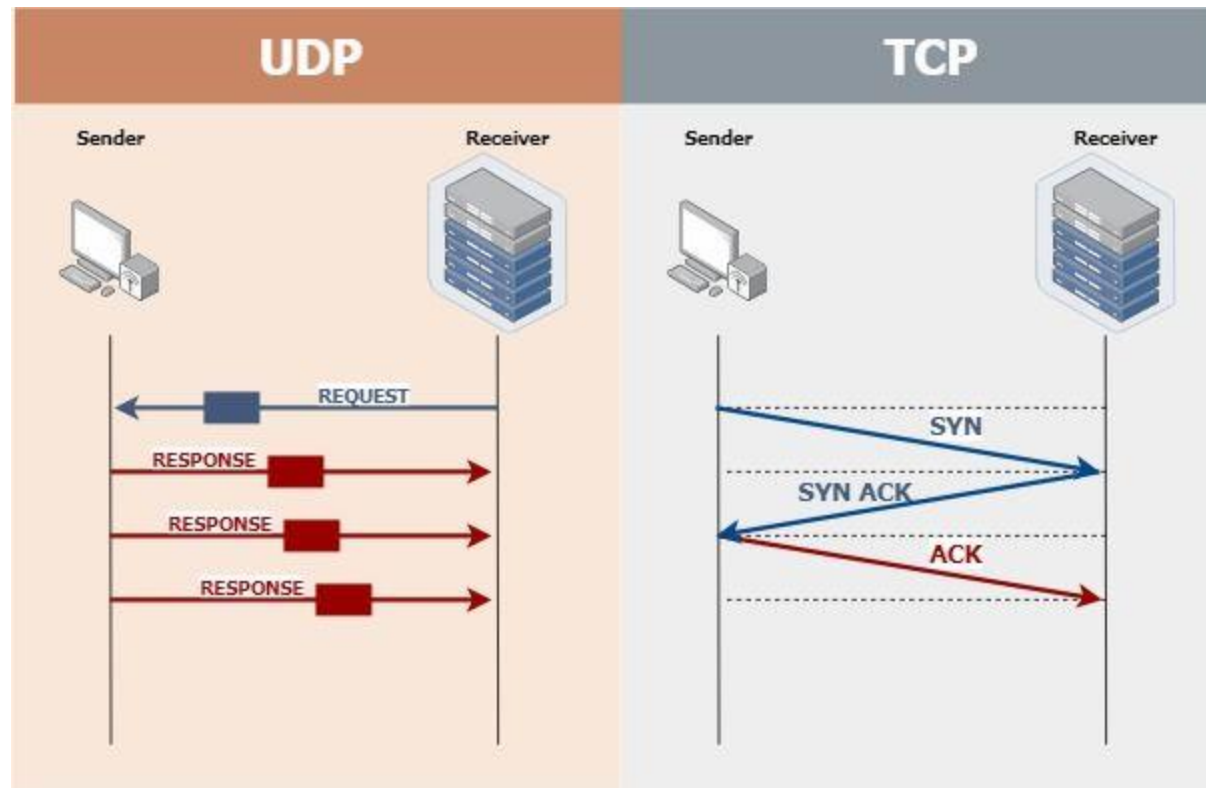 UDP
Sender
Receiver
REQUEST
RESPONSE
RESPONSE
RESPONSE
TCP
Sender
Receiver
SYN
SYN ACK
ACK